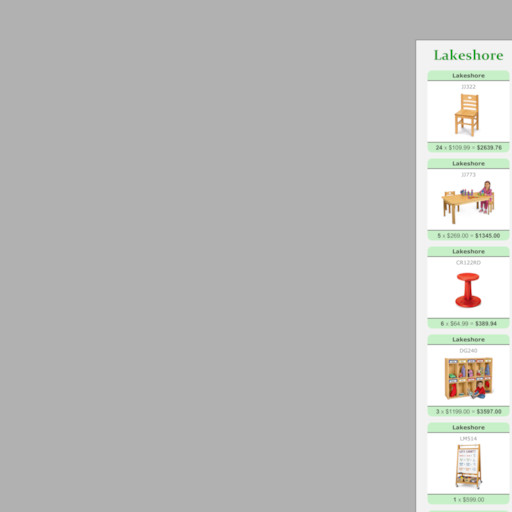 Lakeshore
Lakeshore
JJ322
24 x $109.99 = $2639.76
Lakeshore
JJ773
5 x $269.00 = $1345.00
Lakeshore
CK122RD
6 x $64.99 = $389.94
Lakeshore
DG240
3 x $1199.00 = $3597.00
Lakeshore
LM514
1 x $599.00